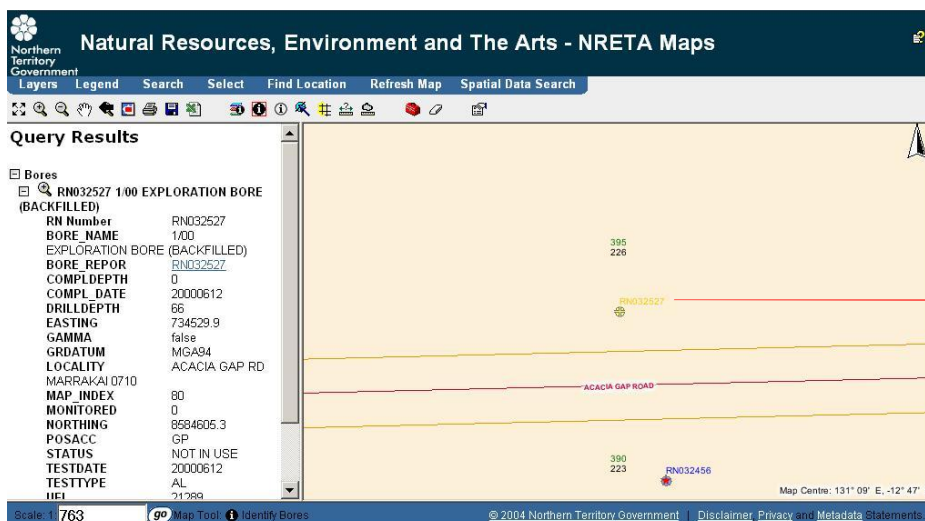 Northern
Territory
Government
Natural Resources, Environment and The Arts - NRETA Maps
Layers Legend Search Select Find Location Refresh Map Spatial Data Search
Query Results
Bores
RN032527 1/00 EXPLORATION BORE
(BACKFILLED)
RN Number RN032527
BORE_NAME 1/00
EXPLORATION BORE (BACKFILLED)
BORE_REPOR RN032527
COMPLDEPTH 0
COMPL_DATE 20000612
DRILLDEPTH 66
EASTING 734529.9
GAMMA false
GRDATUM MGA94
LOCALITY ACACIA GAP RD
MARRAKAI 0710
MAP_INDEX 80
MONITORED 0
NORTHING 8584605.3
POSACC GP
STATUS NOT IN USE
TESTDATE 20000612
TESTTYPE AL
395
226
RN032527
ACACIA GAP ROAD
390
223
RN032456
Map Centre: 131° 09' E, -12° 47'
Scale: 1: 763 go Map Tool: Identify Bores
© 2004 Northern Territory Government | Disclaimer, Privacy and Metadata Statements.